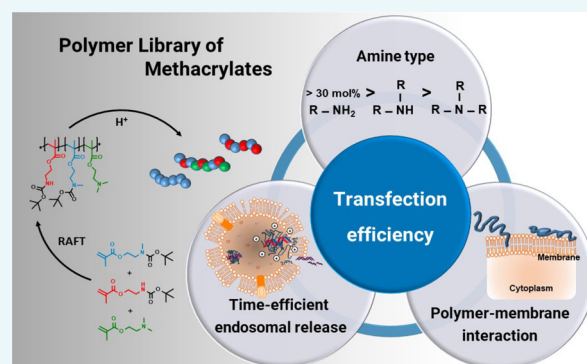 Polymer Library of
Methacrylates
H⁺
RAFT
+
+
O
O
O
O
O
O
NH
N
N
O
O
O
O
O
O
N
O
O
O
O
H
N
O
O
O
O
N
Amine type
> 30 mol% > >
R
R
R – NH₂
R – NH
R – N – R
Transfection
efficiency
Time-efficient
endosomal release
Membrane
Cytoplasm
Polymer-membrane
interaction